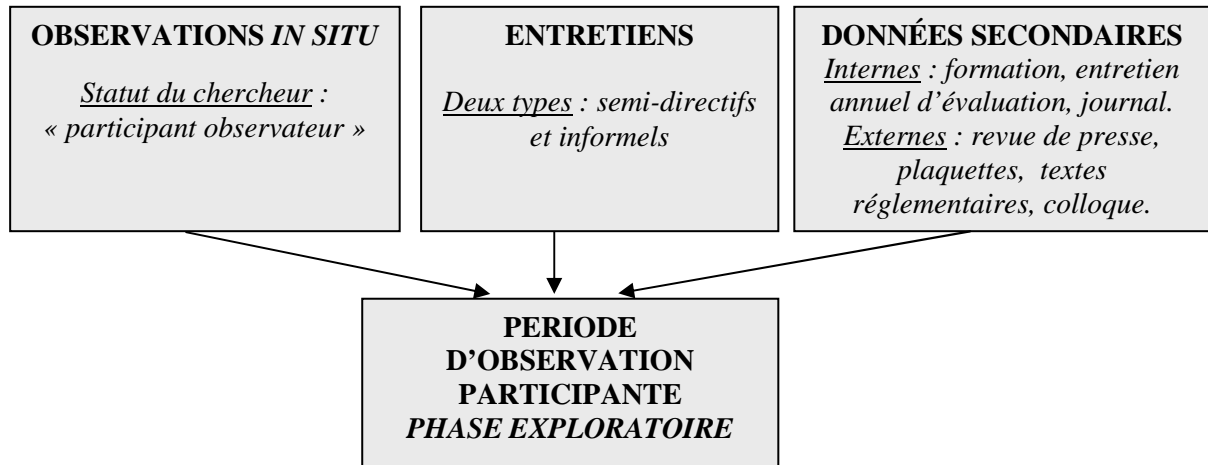 OBSERVATIONS IN SITU
Statut du chercheur :
« participant observateur »
ENTRETIENS
Deux types : semi-directifs
et informels
DONNÉES SECONDAIRES
Internes : formation, entretien
annuel d’évaluation, journal.
Externes : revue de presse,
plaquettes, textes
réglementaires, colloque.
PERIODE
D’OBSERVATION
PARTICIPANTE
PHASE EXPLORATOIRE